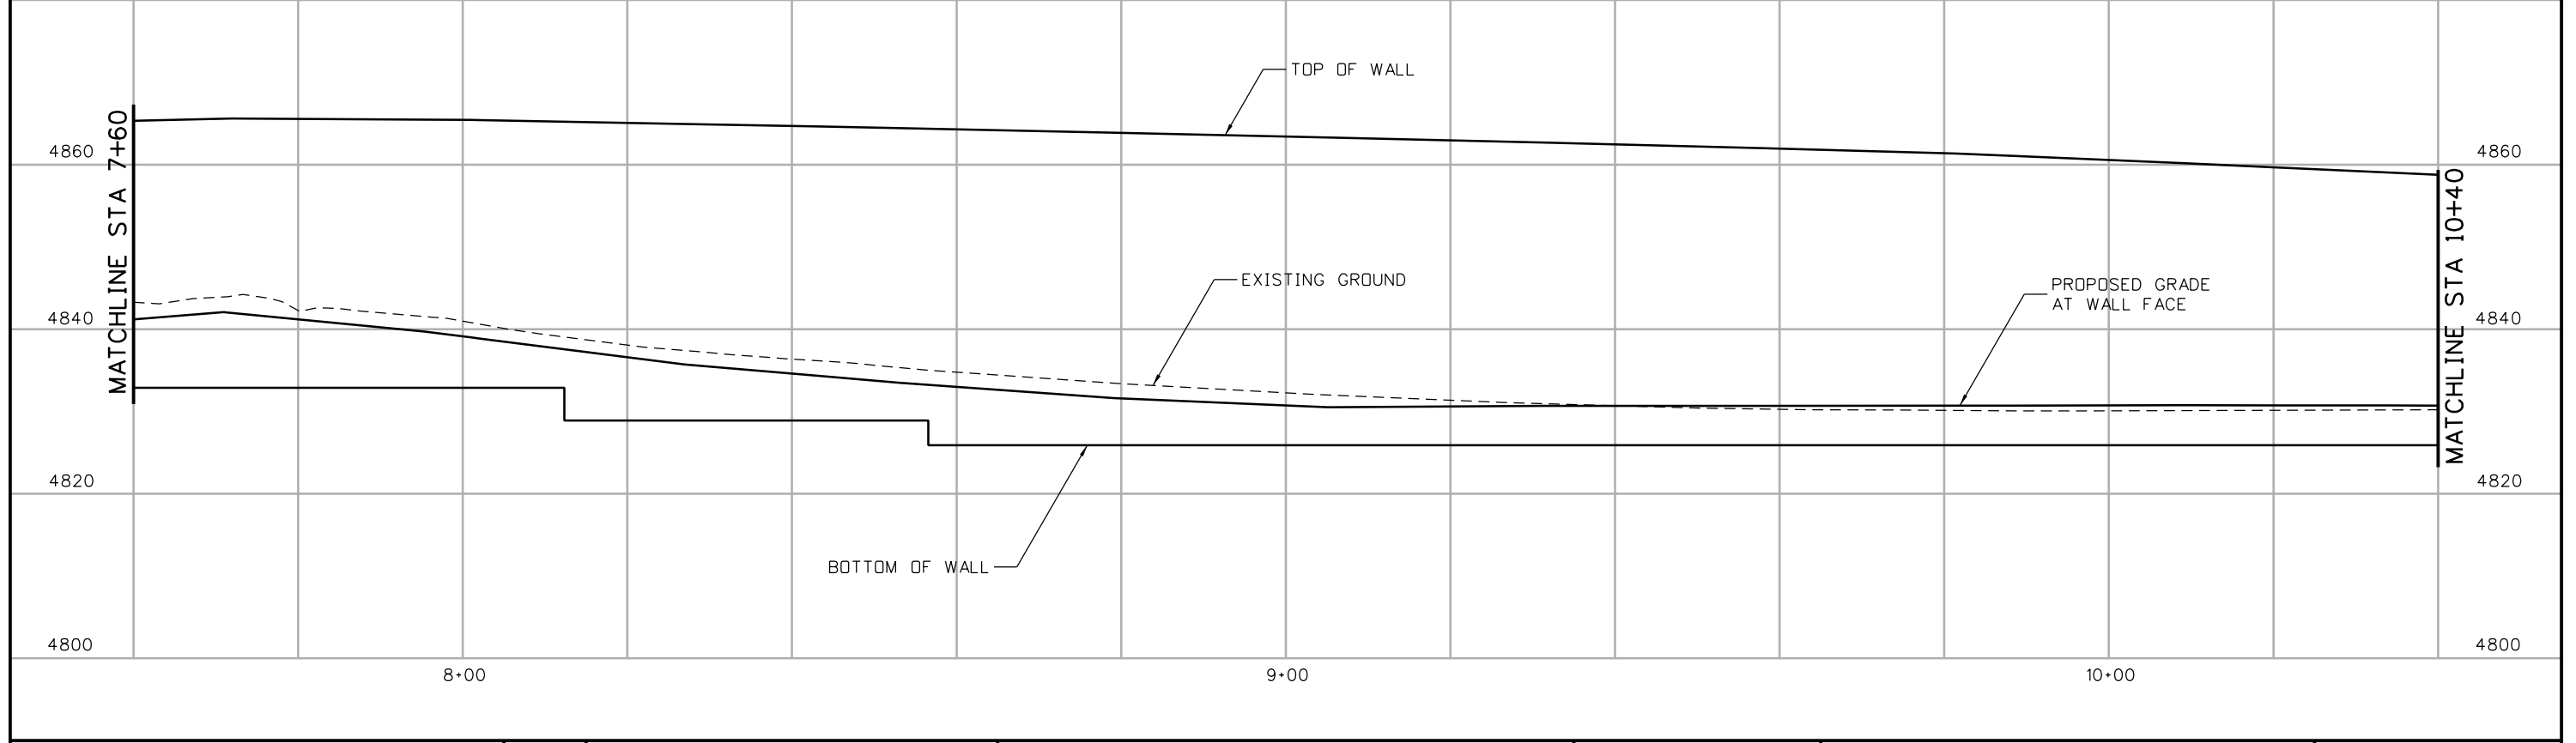 TOP OF WALL
4860
4860
MATCHLINE STA 7+60
MATCHLINE STA 10+40
EXISTING GROUND
PROPOSED GRADE
AT WALL FACE
4840
4840
4820
4820
BOTTOM OF WALL
4800
4800
8+00
9+00
10+00